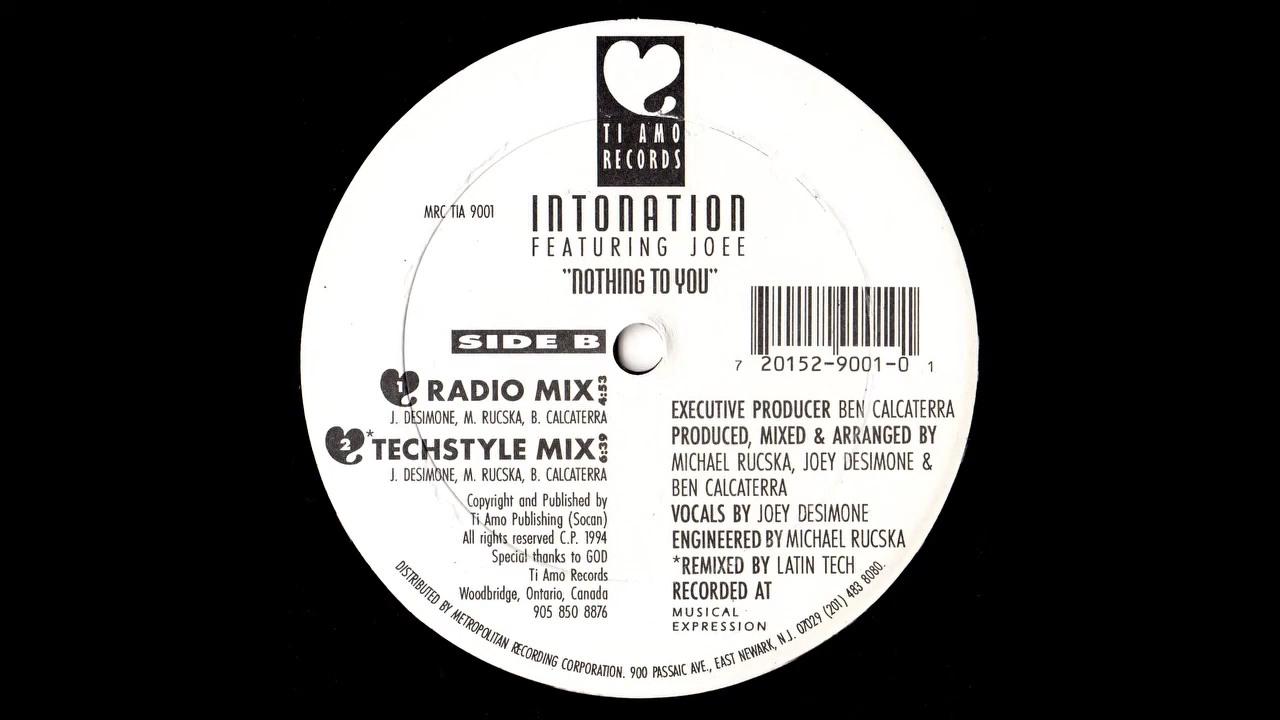 TI AMO
RECORDS
MRC TIA 9001
INTONATION
FEATURING JOEE
"NOTHING TO YOU"
SIDE B
1 RADIO MIX 4:53
J. DESIMONE, M. RUCSKA, B. CALCATERRA
2 *TECHSTYLE MIX 6:39
J. DESIMONE, M. RUCSKA, B. CALCATERRA
Copyright and Published by
Ti Amo Publishing (Socan)
All rights reserved C.P. 1994
Special thanks to GOD
Ti Amo Records
Woodbridge, Ontario, Canada
905 850 8876
7 20152-9001-0 1
EXECUTIVE PRODUCER BEN CALCATERRA
PRODUCED, MIXED & ARRANGED BY
MICHAEL RUCSKA, JOEY DESIMONE &
BEN CALCATERRA
VOCALS BY JOEY DESIMONE
ENGINEERED BY MICHAEL RUCSKA
*REMIXED BY LATIN TECH
RECORDED AT
MUSICAL
EXPRESSION
DISTRIBUTED BY METROPOLITAN RECORDING CORPORATION. 900 PASSAIC AVE., EAST NEWARK, N.J. 07029 (201) 483 8080.